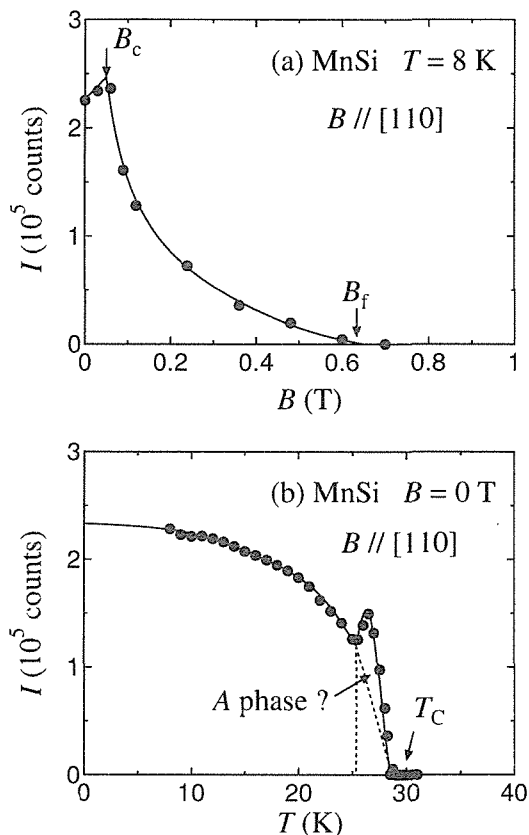 3
B_c
(a) MnSi T = 8 K
B // [110]
2
I (10^5 counts)
1
B_f
0
0 0.2 0.4 0.6 0.8 1
B (T)
3
(b) MnSi B = 0 T
B // [110]
2
I (10^5 counts)
1
A phase ?
T_C
0
0 10 20 30 40
T (K)